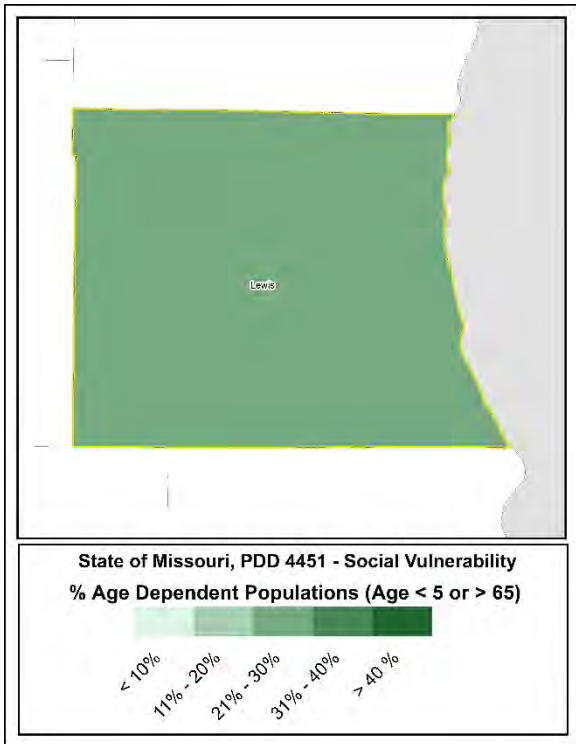 Lewis
State of Missouri, PDD 4451 - Social Vulnerability
% Age Dependent Populations (Age < 5 or > 65)
< 10%
11% - 20%
21% - 30%
31% - 40%
> 40 %